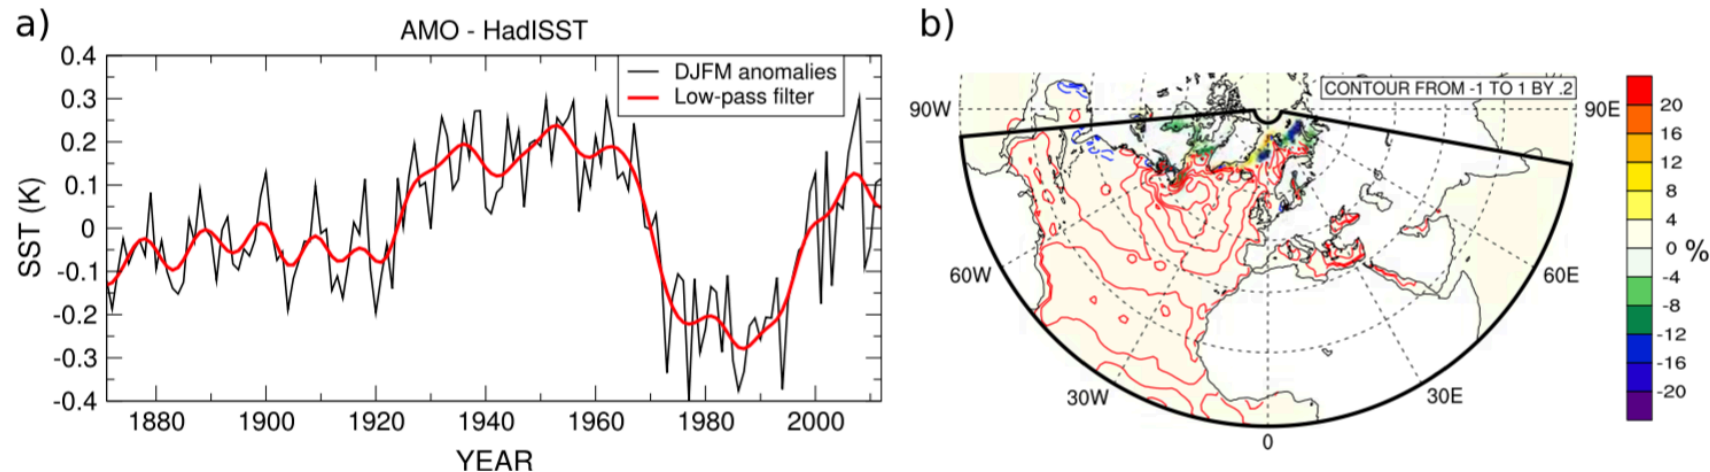 a)
AMO - HadISST
DJFM anomalies
Low-pass filter
SST (K)
0.4
0.3
0.2
0.1
0
-0.1
-0.2
-0.3
-0.4
1880 1900 1920 1940 1960 1980 2000
YEAR
b)
CONTOUR FROM -1 TO 1 BY .2
90W
90E
60W
60E
30W
30E
0
20
16
12
8
4
0
-4
-8
-12
-16
-20
%